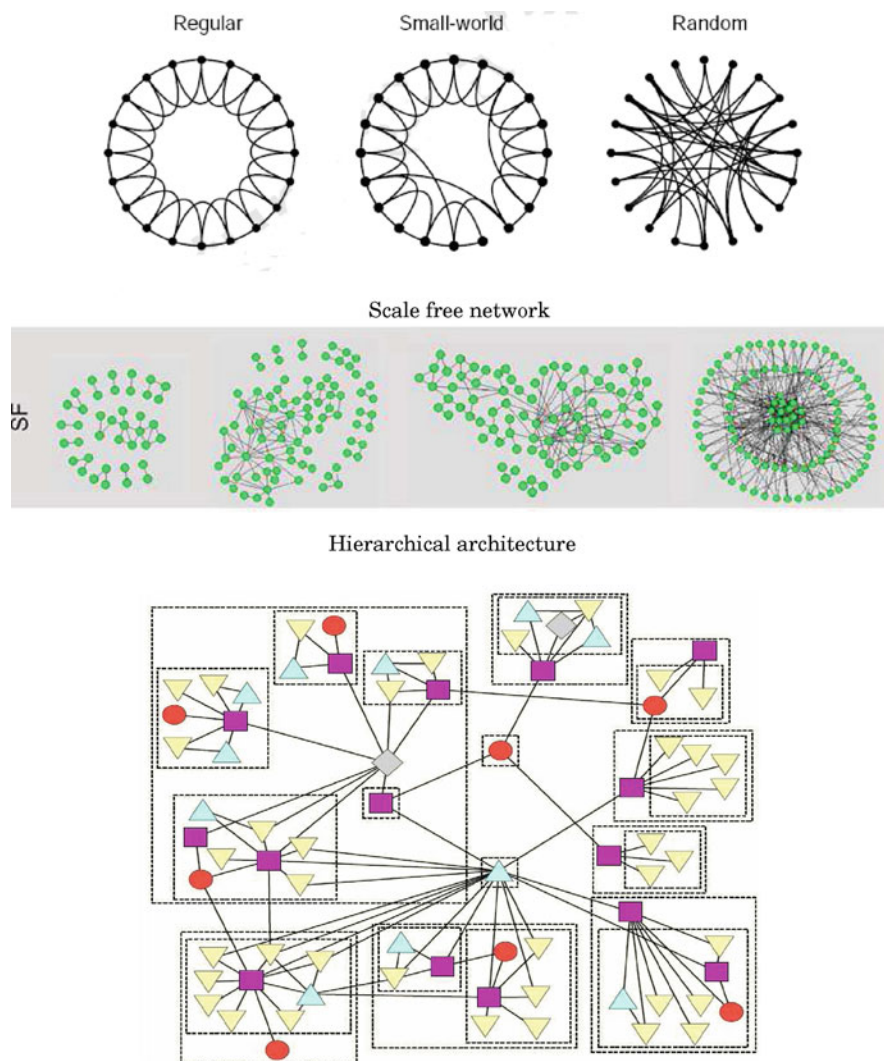 Regular
Small-world
Random
Scale free network
SF
Hierarchical architecture